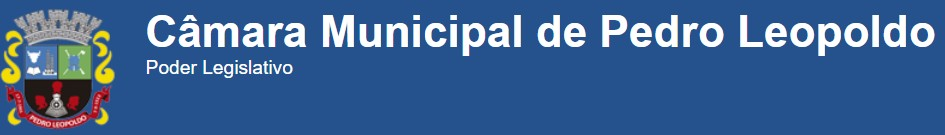 Câmara Municipal de Pedro Leopoldo
Poder Legislativo
PEDRO LEOPOLDO